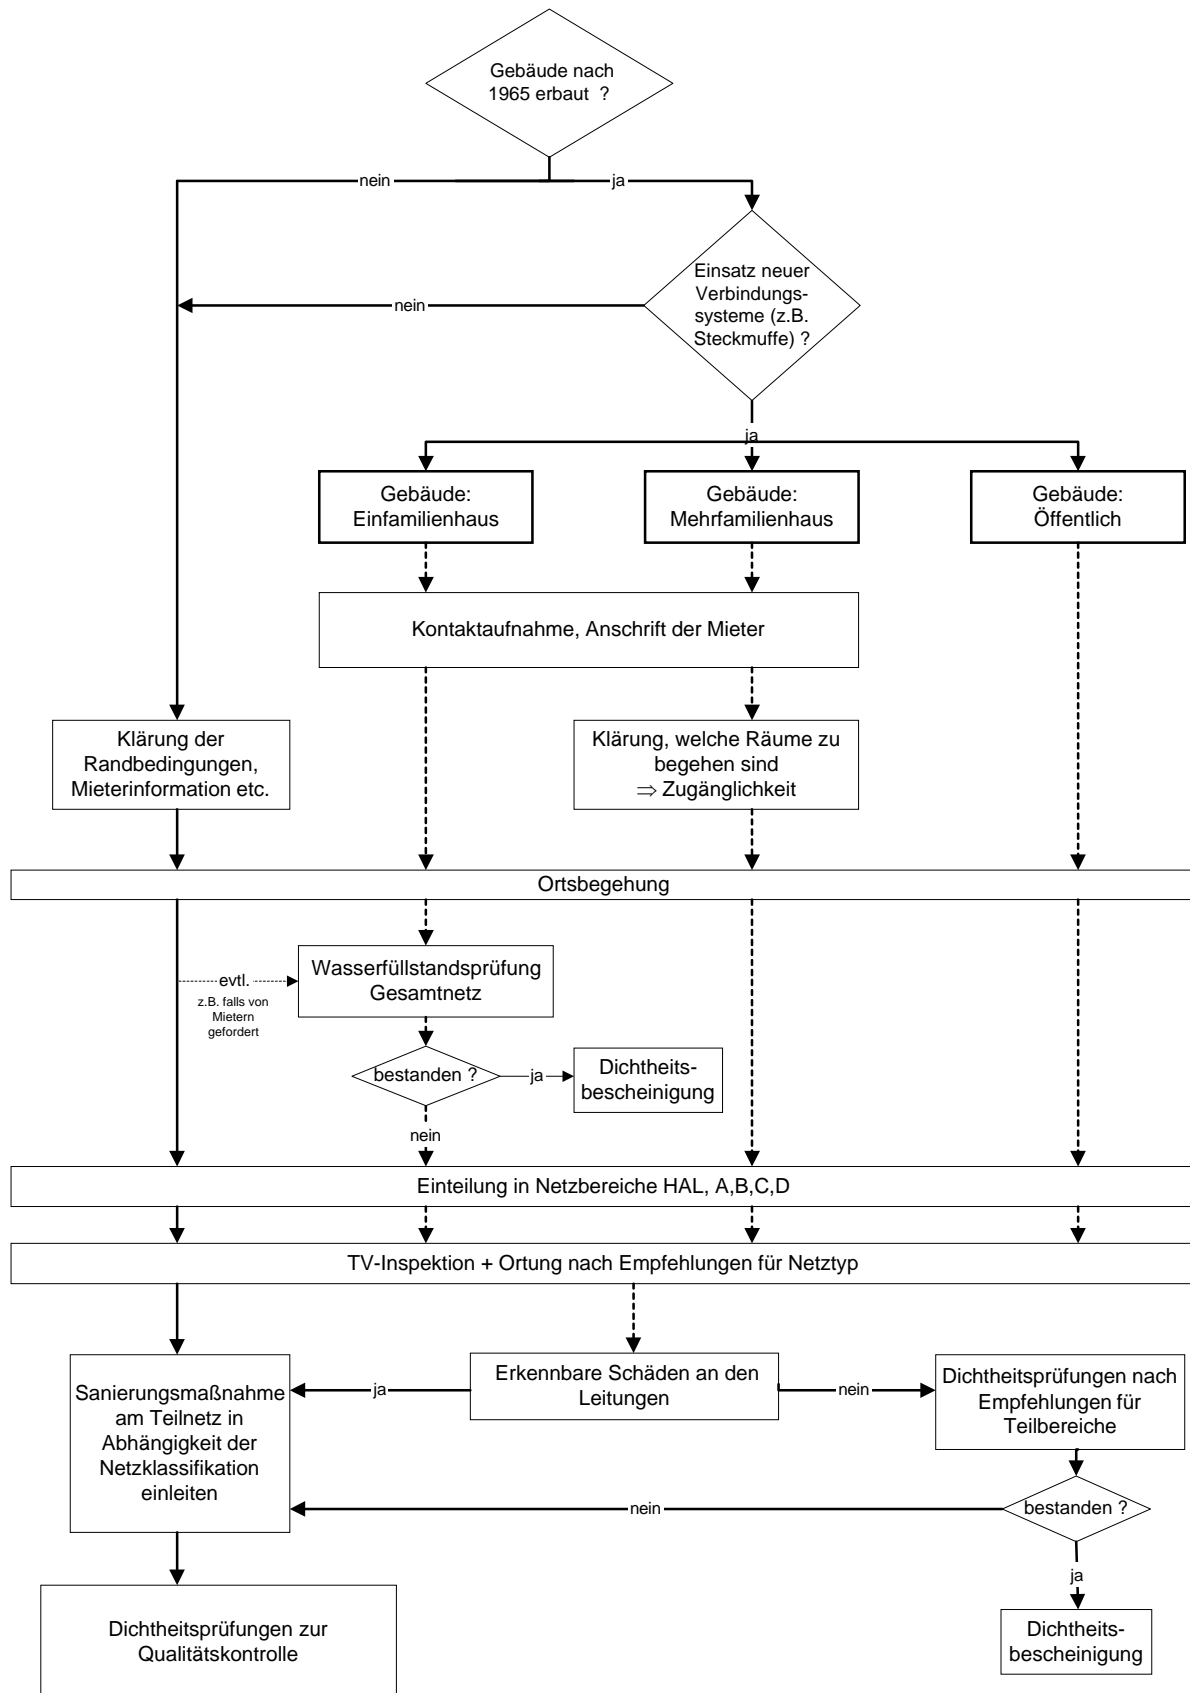 Gebäude nach
1965 erbaut ?
nein
ja
Einsatz neuer
Verbindungs-
systeme (z.B.
Steckmuffe) ?
nein
ja
Gebäude:
Einfamilienhaus
Gebäude:
Mehrfamilienhaus
Gebäude:
Öffentlich
Kontaktaufnahme, Anschrift der Mieter
Klärung der
Randbedingungen,
Mieterinformation etc.
Klärung, welche Räume zu
begehen sind
⇒ Zugänglichkeit
Ortsbegehung
evtl.
z.B. falls von
Mietern
gefordert
Wasserfüllstandsprüfung
Gesamtnetz
bestanden ?
ja
Dichtheits-
bescheinigung
nein
Einteilung in Netzbereiche HAL, A,B,C,D
TV-Inspektion + Ortung nach Empfehlungen für Netztyp
Sanierungsmaßnahme
am Teilnetz in
Abhängigkeit der
Netzklassifikation
einleiten
ja
Erkennbare Schäden an den
Leitungen
nein
Dichtheitsprüfungen nach
Empfehlungen für
Teilbereiche
nein
bestanden ?
ja
Dichtheitsprüfungen zur
Qualitätskontrolle
Dichtheits-
bescheinigung